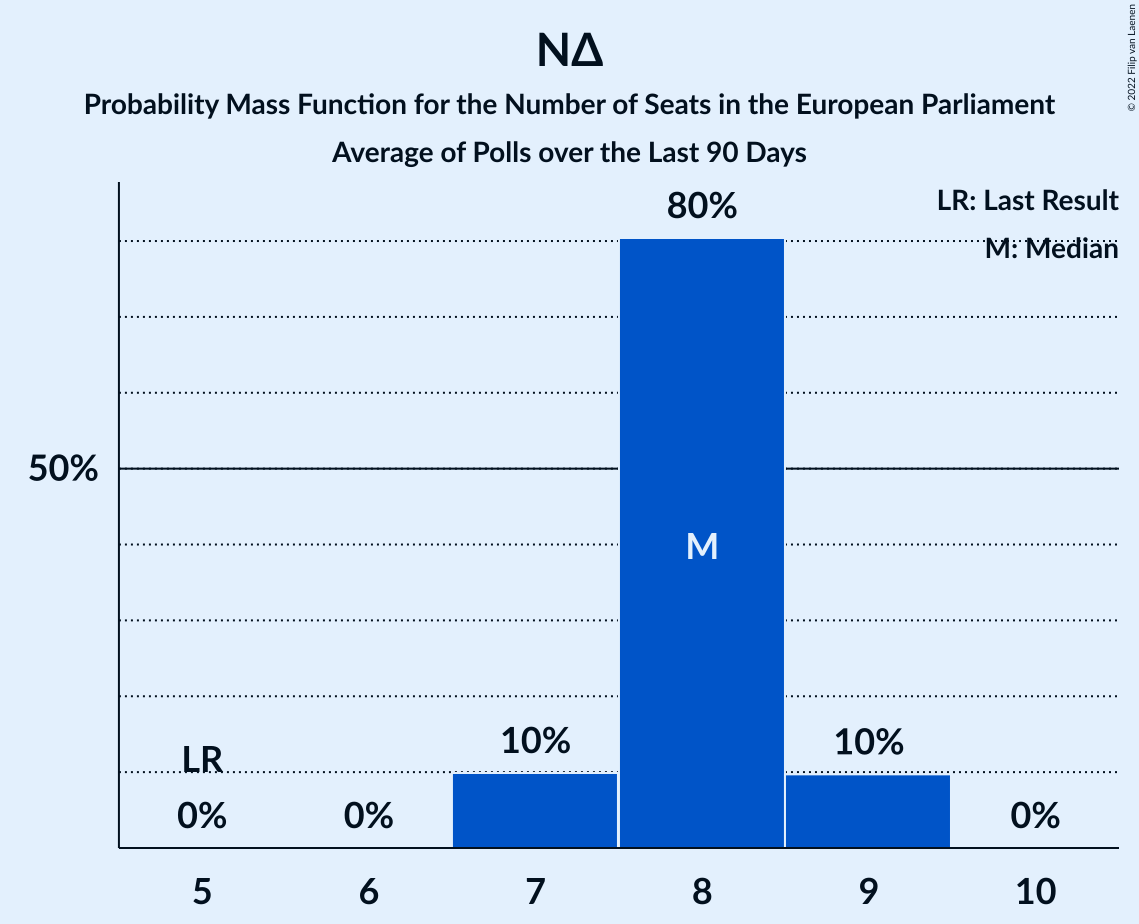 ΝΔ
Probability Mass Function for the Number of Seats in the European Parliament
Average of Polls over the Last 90 Days
© 2022 Filip van Laenen
LR: Last Result
M: Median
80%
50%
M
LR
10%
10%
0%
0%
0%
5
6
7
8
9
10